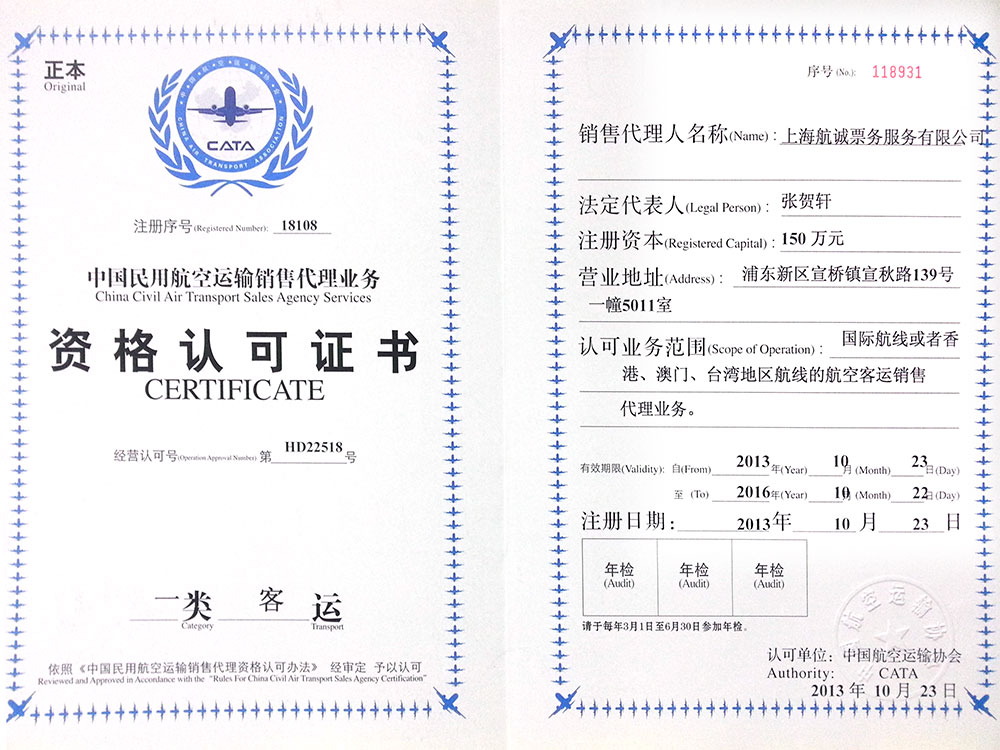 正本
Original
中国航空运输协会
CHINA AIR TRANSPORT ASSOCIATION
CATA
注册序号(Registered Number): 18108
中国民用航空运输销售代理业务
China Civil Air Transport Sales Agency Services
资格认可证书
CERTIFICATE
经营认可号(Operation Approval Number) 第 HD22518 号
一类 客 运
Category Transport
依照《中国民用航空运输销售代理资格认可办法》 经审定 予以认可
Reviewed and Approved in Accordance with the "Rules For China Civil Air Transport Sales Agency Certification"
序号(No.): 118931
销售代理人名称(Name): 上海航诚票务服务有限公司
法定代表人(Legal Person): 张贺轩
注册资本(Registered Capital): 150 万元
营业地址(Address): 浦东新区宣桥镇宣秋路139号
一幢5011室
认可业务范围(Scope of Operation): 国际航线或者香
港、澳门、台湾地区航线的航空客运销售
代理业务。
有效期限(Validity): 自(From) 2013 年(Year) 10 月(Month) 23 日(Day)
至 (To) 2016 年(Year) 10 月(Month) 22 日(Day)
注册日期: 2013 年 10 月 23 日
年检 年检 年检
(Audit) (Audit) (Audit)
请于每年3月1日至6月30日参加年检。
认可单位: 中国航空运输协会
Authority: CATA
2013 年 10 月 23 日